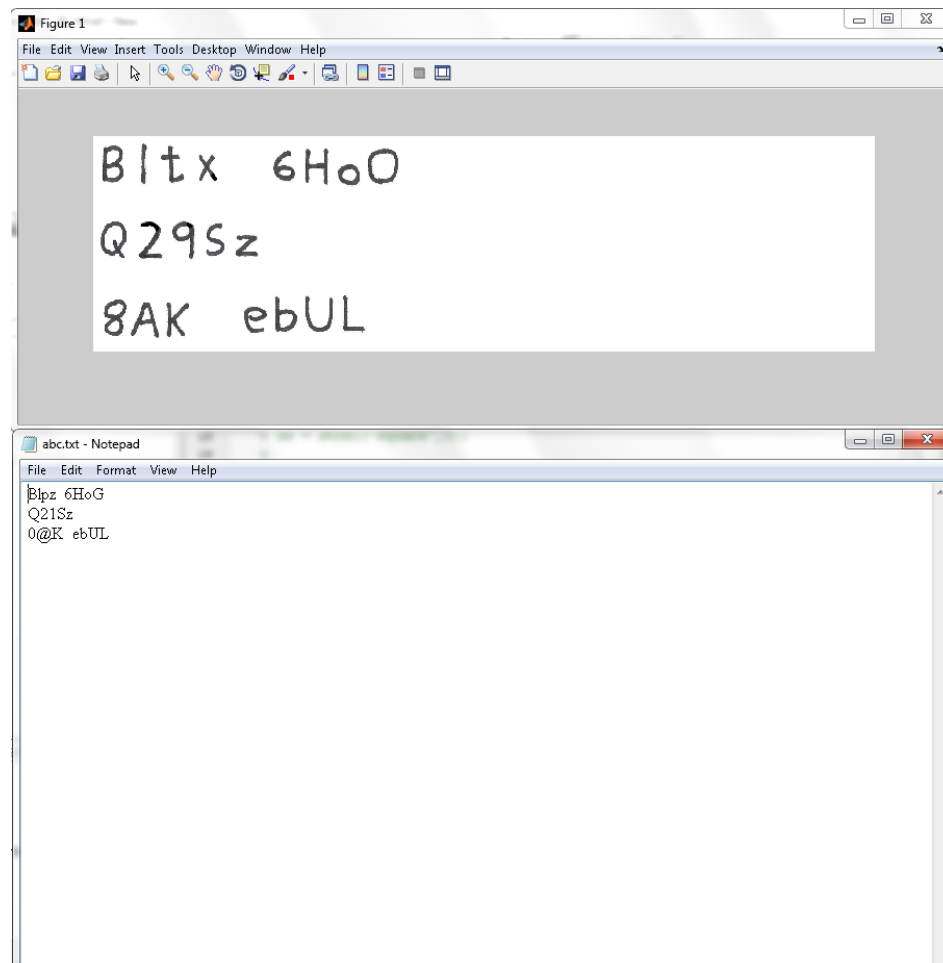 Figure 1
File Edit View Insert Tools Desktop Window Help
Bltx 6HoO
Q29Sz
8AK ebUL
abc.txt - Notepad
File Edit Format View Help
Blpz 6HoG
Q21Sz
0@K ebUL